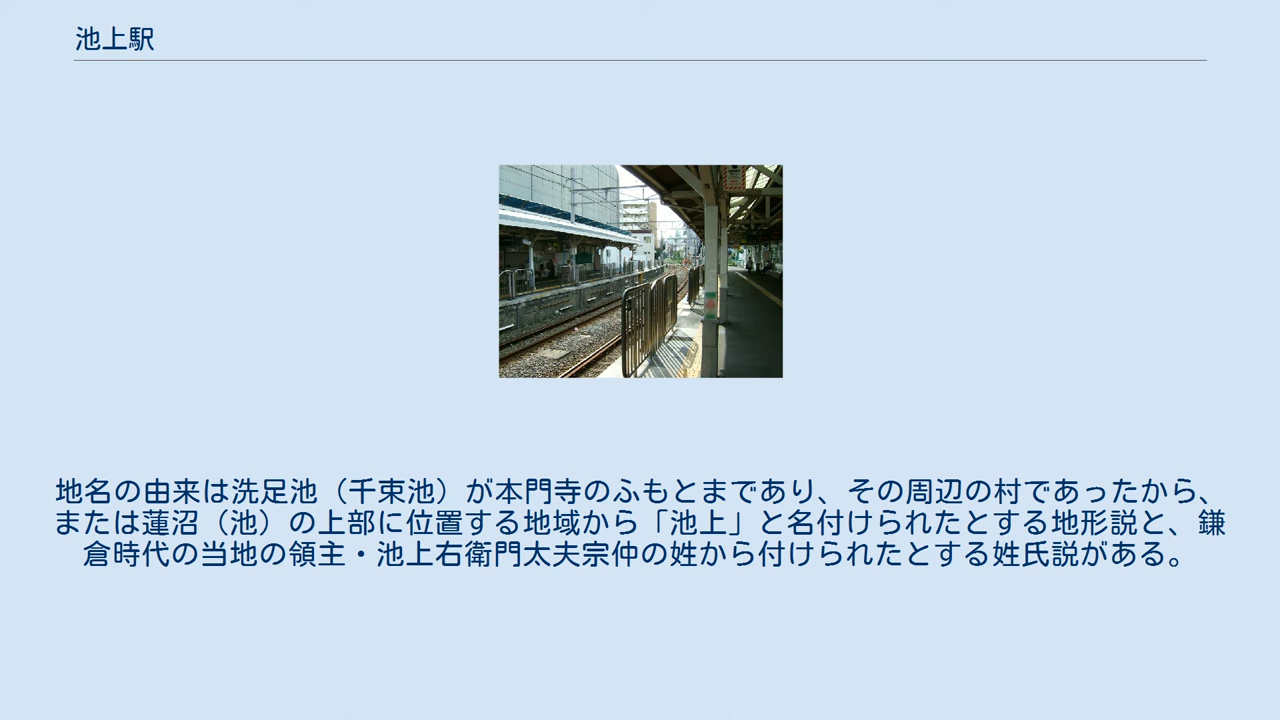 池上駅
地名の由来は洗足池（千束池）が本門寺のふもとまであり、その周辺の村であったから、
または蓮沼（池）の上部に位置する地域から「池上」と名付けられたとする地形説と、鎌
倉時代の当地の領主・池上右衛門太夫宗仲の姓から付けられたとする姓氏説がある。